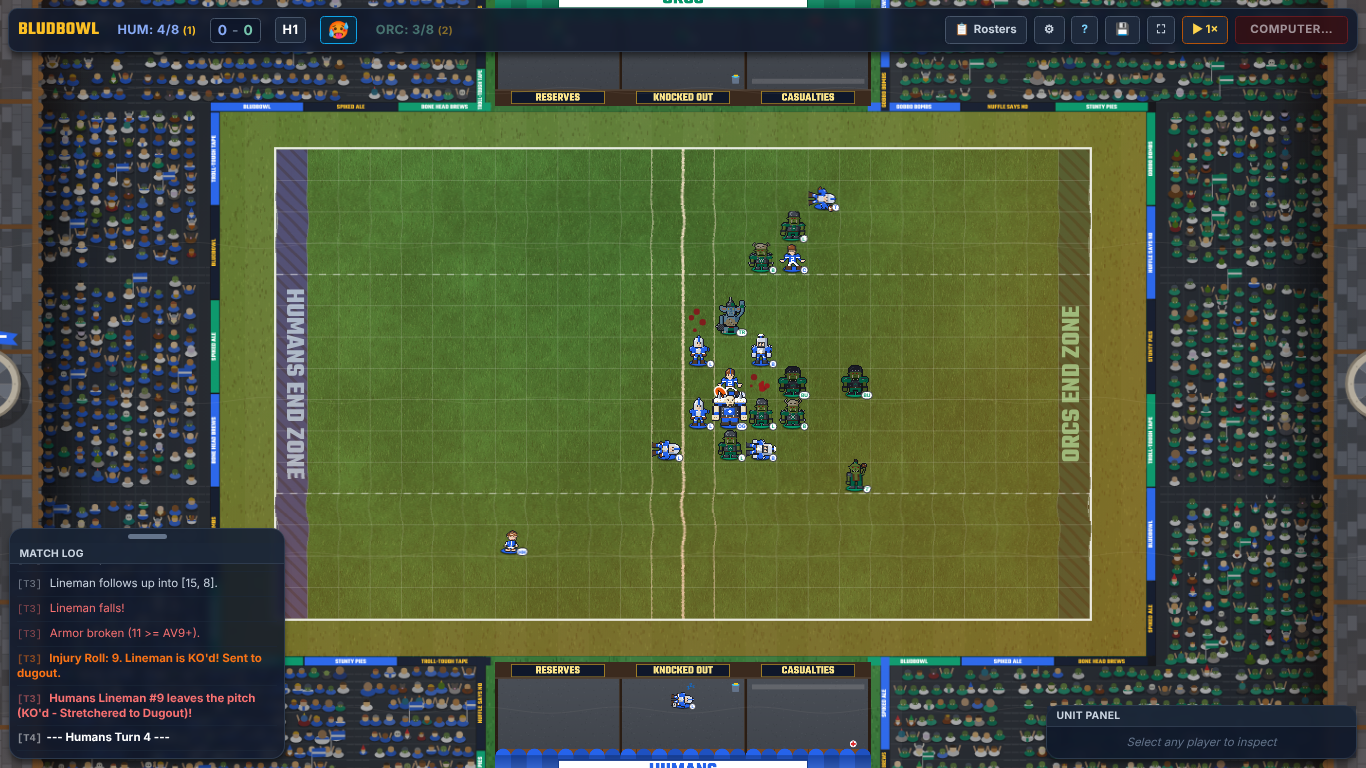 ORCS
BLUDBOWL
HUM: 4/8 (1)
0 - 0
H1
ORC: 3/8 (2)
Rosters
?
1×
COMPUTER...
RESERVES
KNOCKED OUT
CASUALTIES
BLUDBOWL
SPIKED ALE
BONE HEAD BREWS
GORBO BOMBS
NUFFLE SAYS NO
STUNTY PIES
HUMANS END ZONE
ORCS END ZONE
MATCH LOG
[T3] Lineman follows up into [15, 8].
[T3] Lineman falls!
[T3] Armor broken (11 >= AV9+).
[T3] Injury Roll: 9. Lineman is KO'd! Sent to
dugout.
[T3] Humans Lineman #9 leaves the pitch
(KO'd - Stretchered to Dugout)!
[T4] --- Humans Turn 4 ---
STUNTY PIES
TROLL-TOUGH TAPE
BLUDBOWL
SPIKED ALE
BONE HEAD BREWS
RESERVES
KNOCKED OUT
CASUALTIES
HUMANS
UNIT PANEL
Select any player to inspect